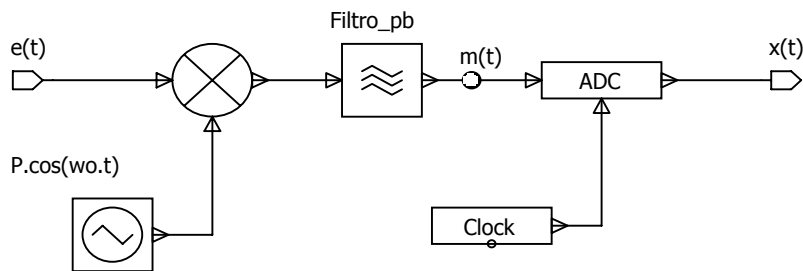 Filtro_pb
e(t)
m(t)
x(t)
ADC
P.cos(wo.t)
Clock